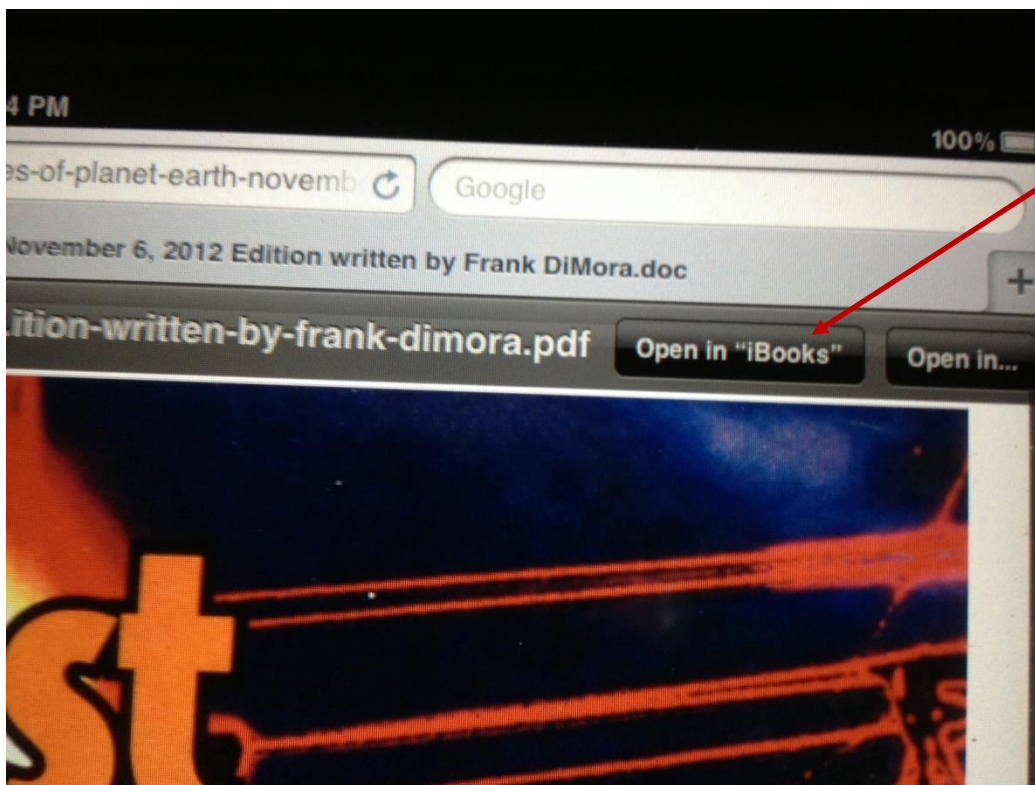 4 PM
100%
es-of-planet-earth-novemb Google
November 6, 2012 Edition written by Frank DiMora.doc +
ition-written-by-frank-dimora.pdf Open in “iBooks” Open in...
st